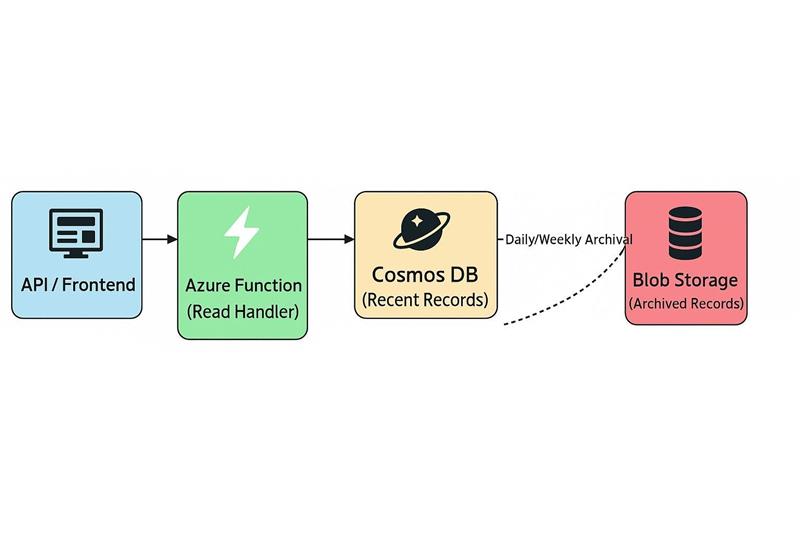 API / Frontend
Azure Function
(Read Handler)
Cosmos DB
(Recent Records)
Daily/Weekly Archival
Blob Storage
(Archived Records)